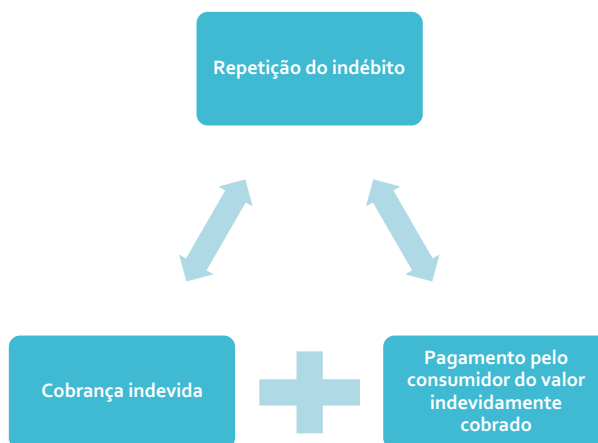 Repetição do indébito
Cobrança indevida
Pagamento pelo
consumidor do valor
indevidamente
cobrado